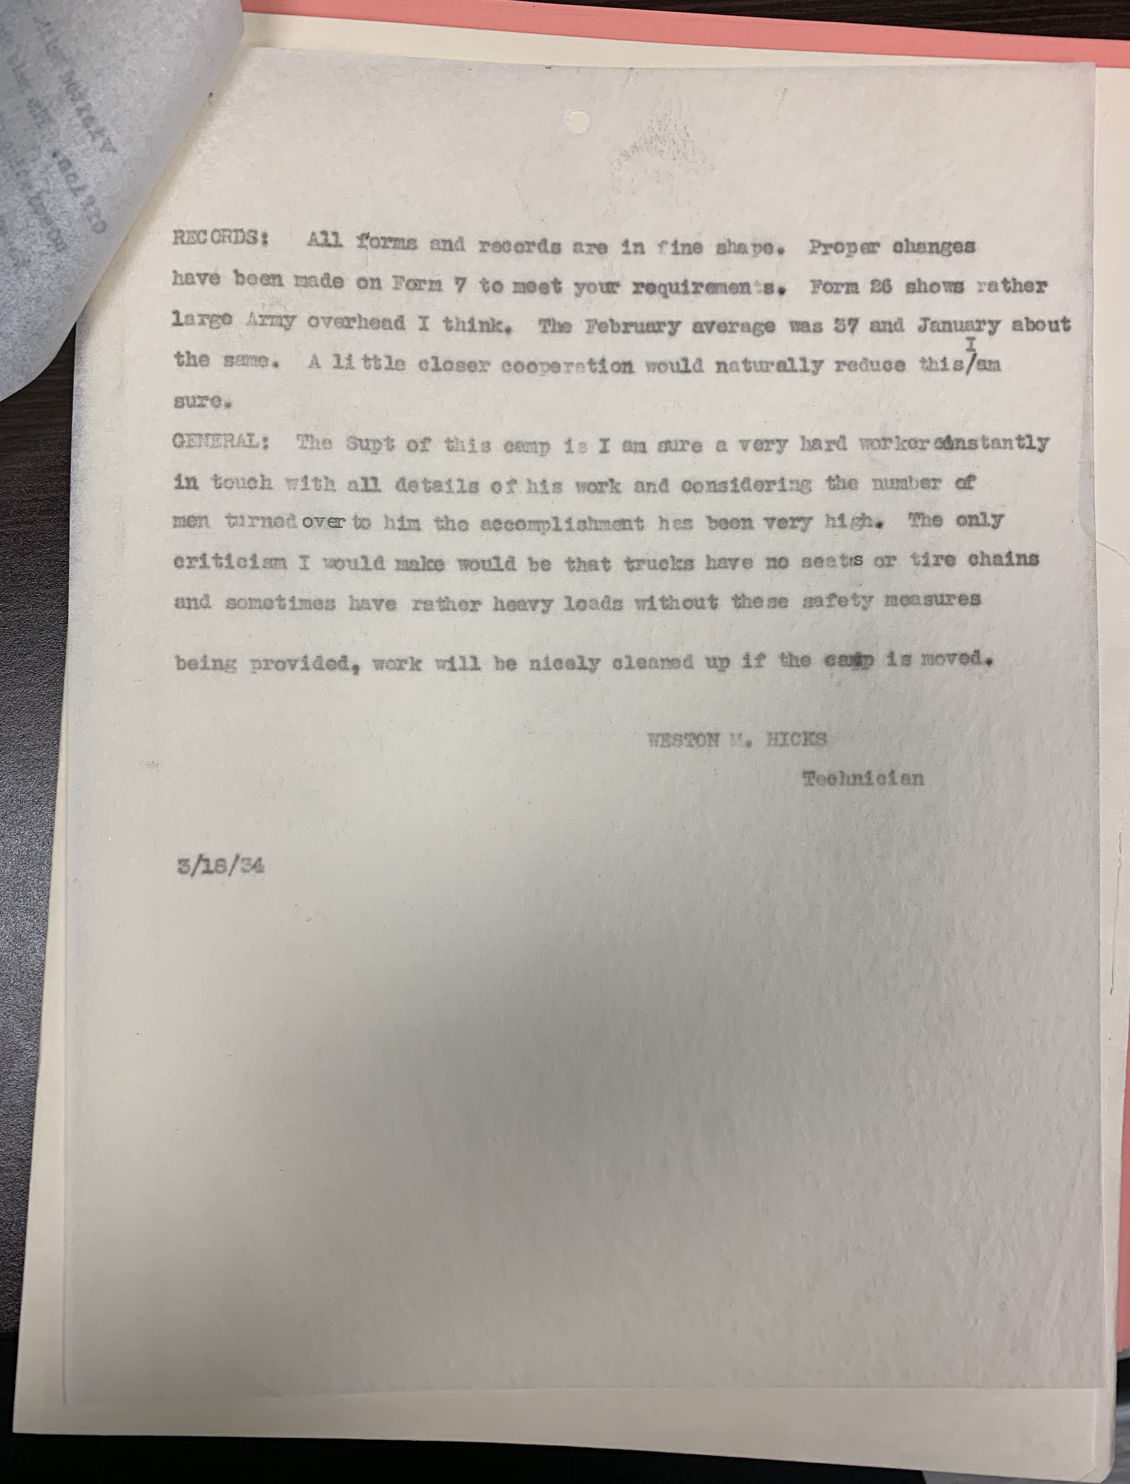 RECORDS: All forms and records are in fine shape. Proper changes
have been made on Form 7 to meet your requirements. Form 26 shows rather
large Army overhead I think. The February average was 37 and January about
I
the same. A little closer cooperation would naturally reduce this/am
sure.
GENERAL: The Supt of this camp is I am sure a very hard worker constantly
in touch with all details of his work and considering the number of
men turned over to him the accomplishment has been very high. The only
criticism I would make would be that trucks have no seats or tire chains
and sometimes have rather heavy loads without these safety measures
being provided, work will be nicely cleaned up if the camp is moved.
WESTON M. HICKS
Technician
3/18/34